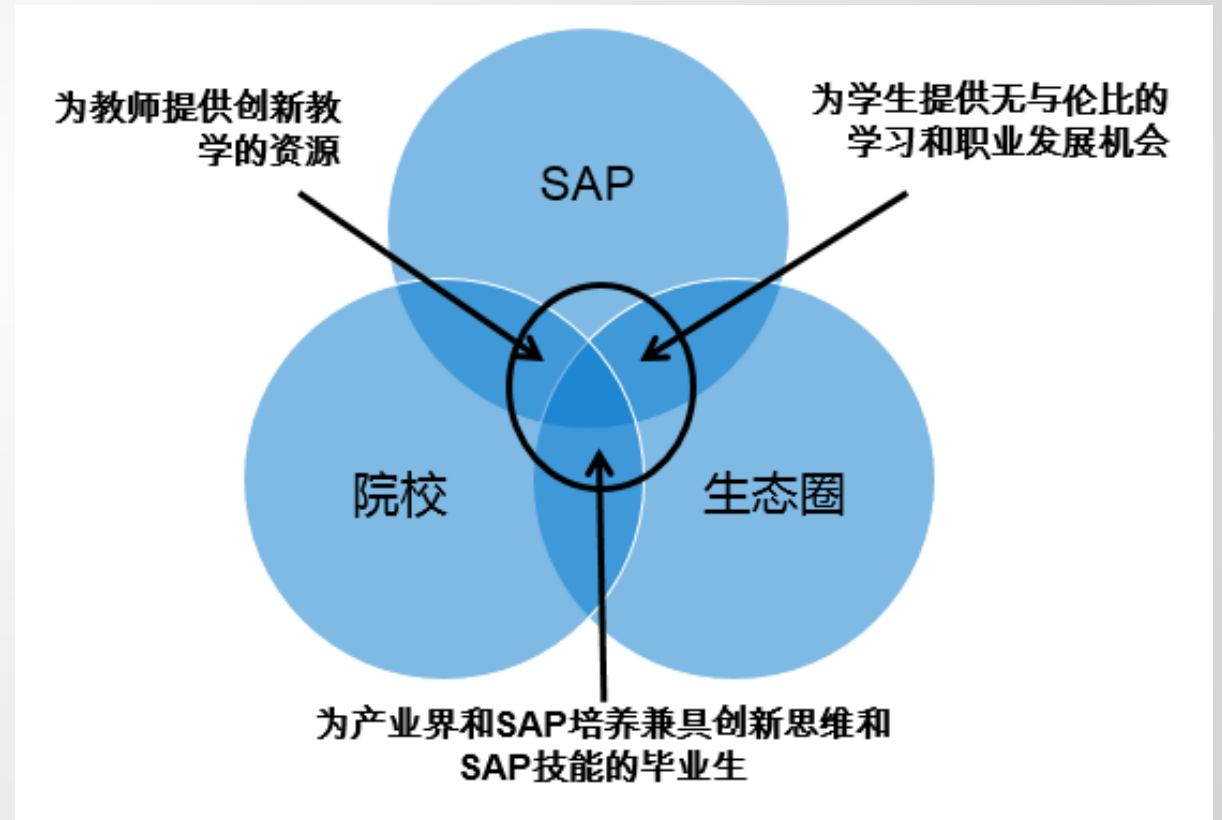 为教师提供创新教
学的资源
为学生提供无与伦比的
学习和职业发展机会
SAP
院校
生态圈
为产业界和SAP培养兼具创新思维和
SAP技能的毕业生